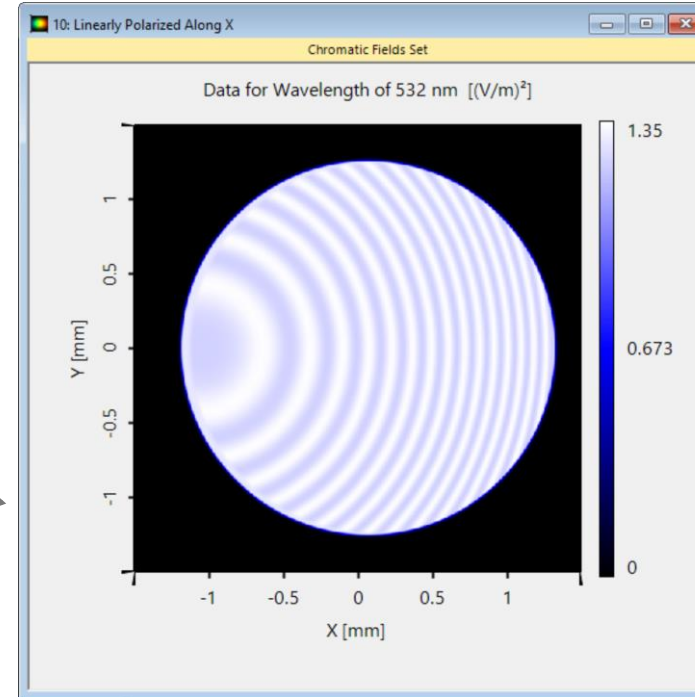 10: Linearly Polarized Along X
Chromatic Fields Set
Data for Wavelength of 532 nm  [(V/m)²]
1.35
0.673
0
Y [mm]
1
0.5
0
-0.5
-1
-1
-0.5
0
0.5
1
X [mm]